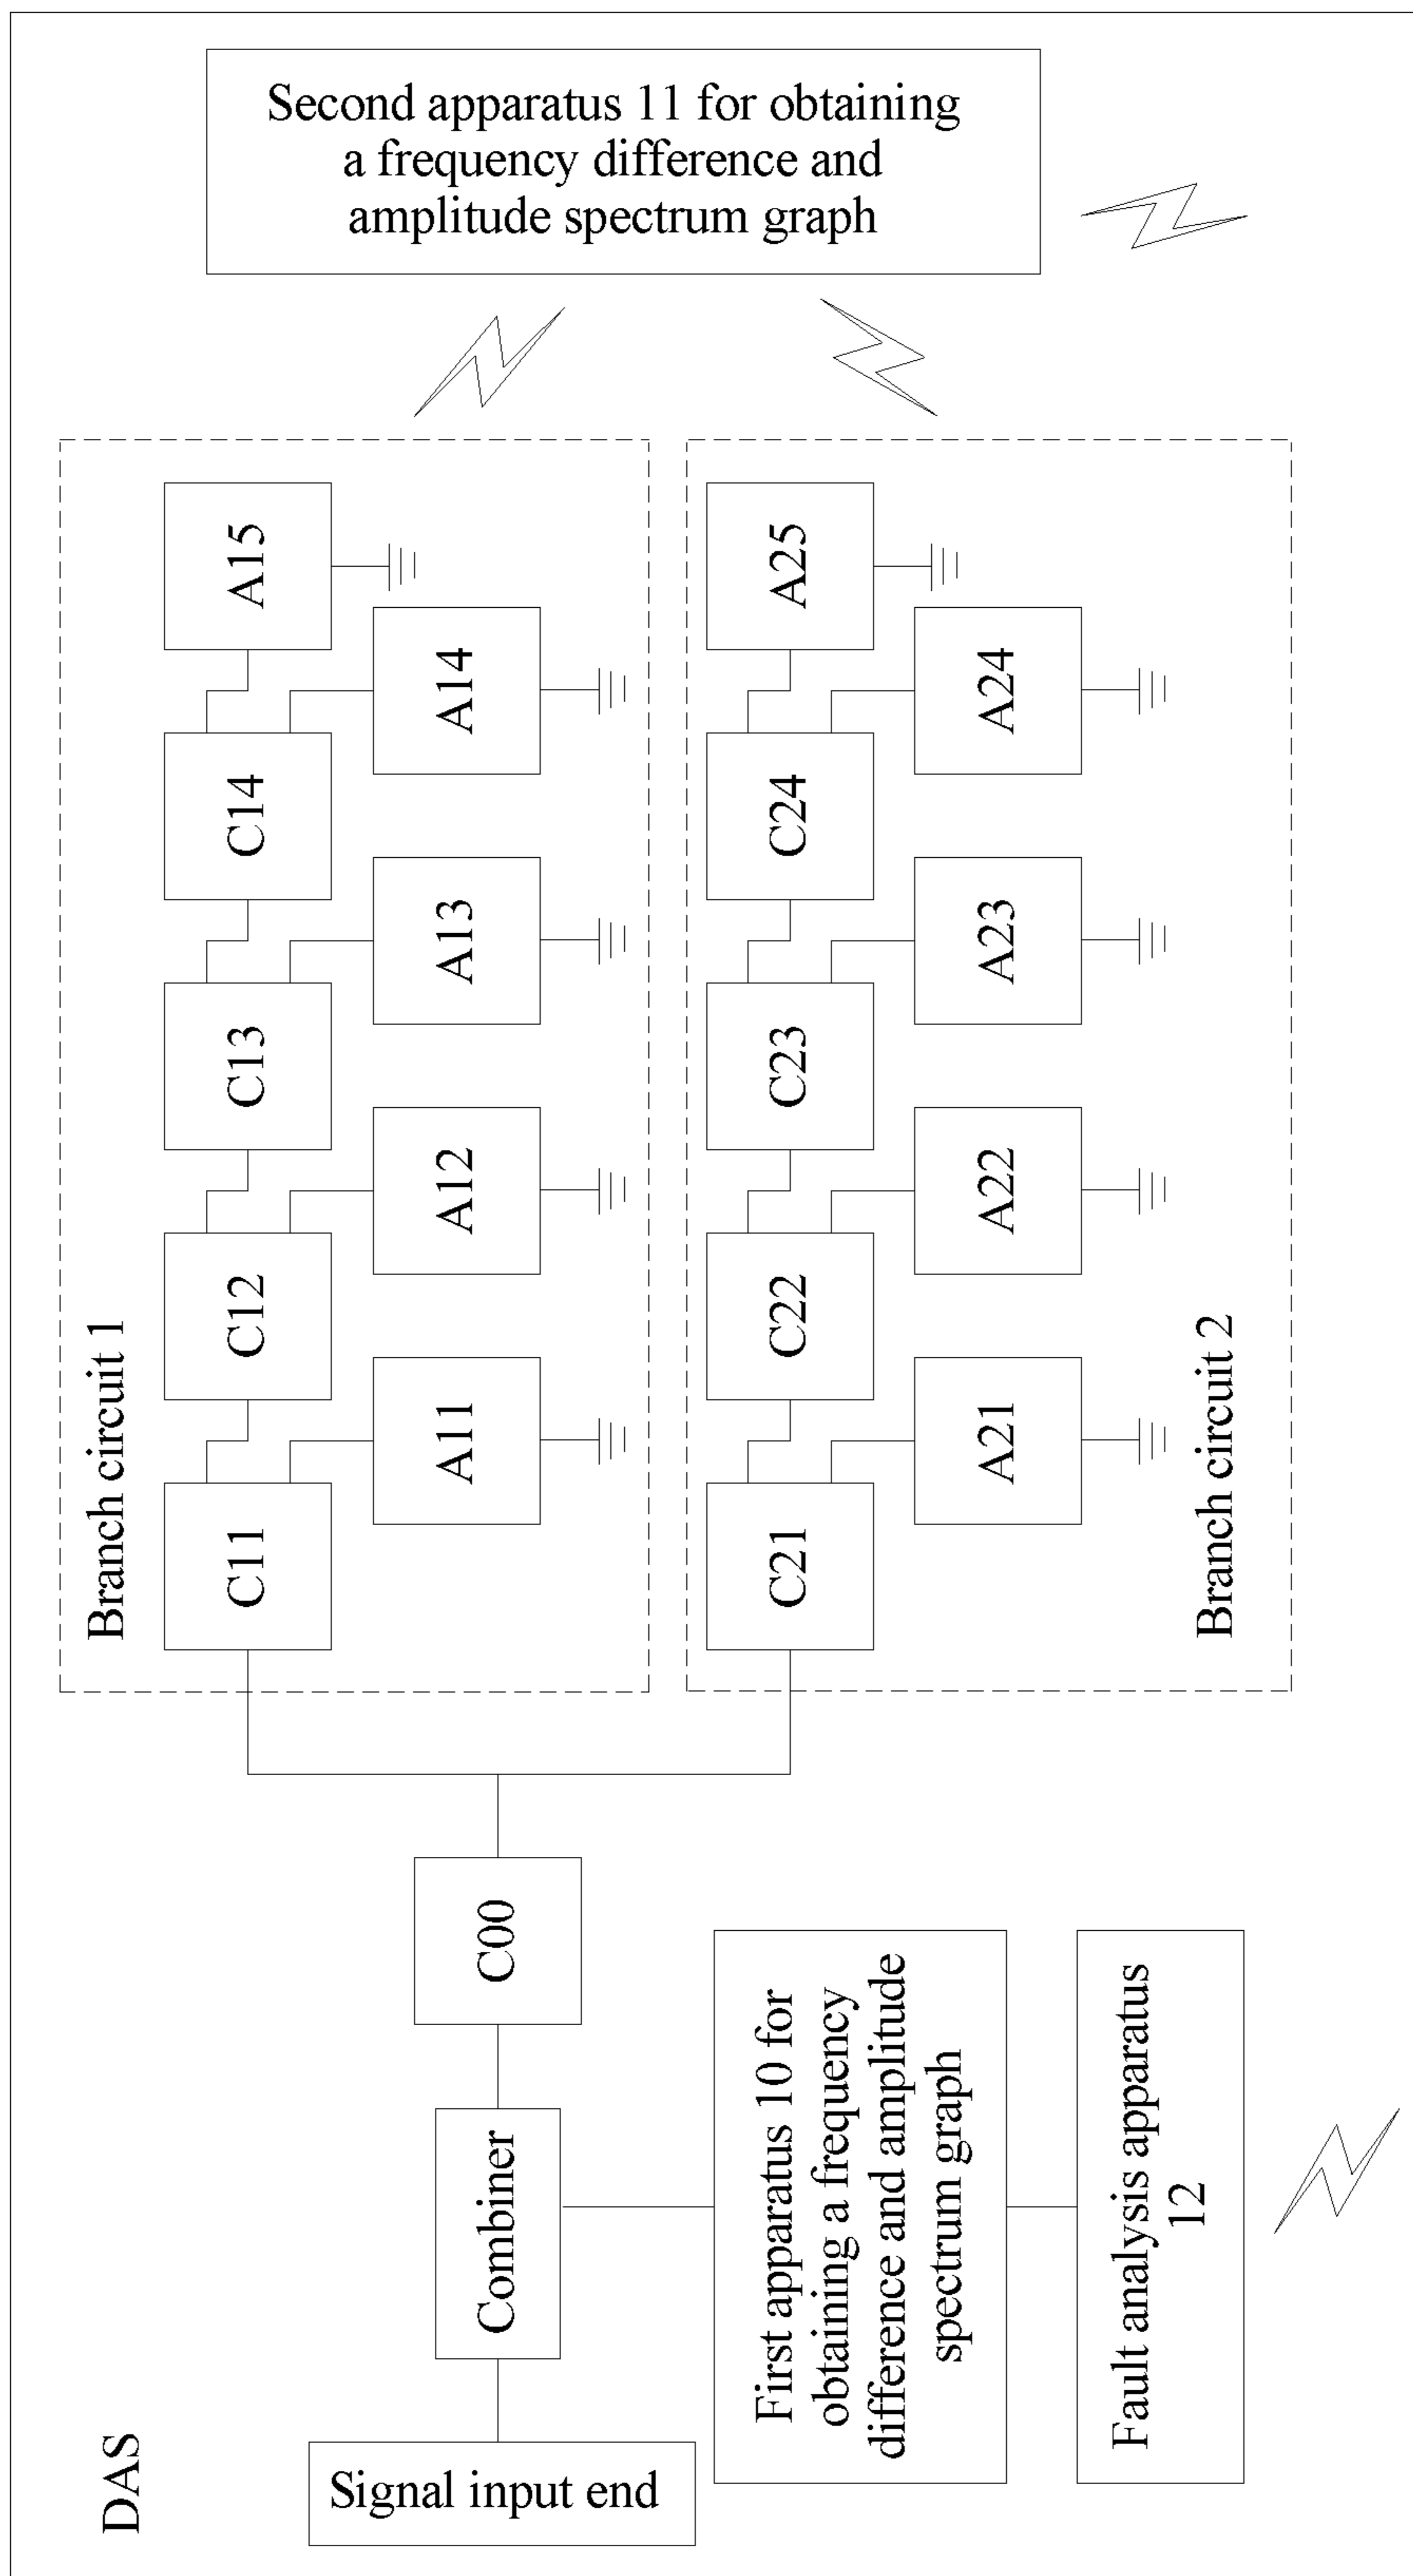 DAS
Signal input end
Combiner
C00
First apparatus 10 for
obtaining a frequency
difference and amplitude
spectrum graph
Fault analysis apparatus
12
Branch circuit 1
C11
C12
C13
C14
A15
A11
A12
A13
A14
C21
C22
C23
C24
A25
A21
A22
A23
A24
Branch circuit 2
Second apparatus 11 for obtaining
a frequency difference and
amplitude spectrum graph